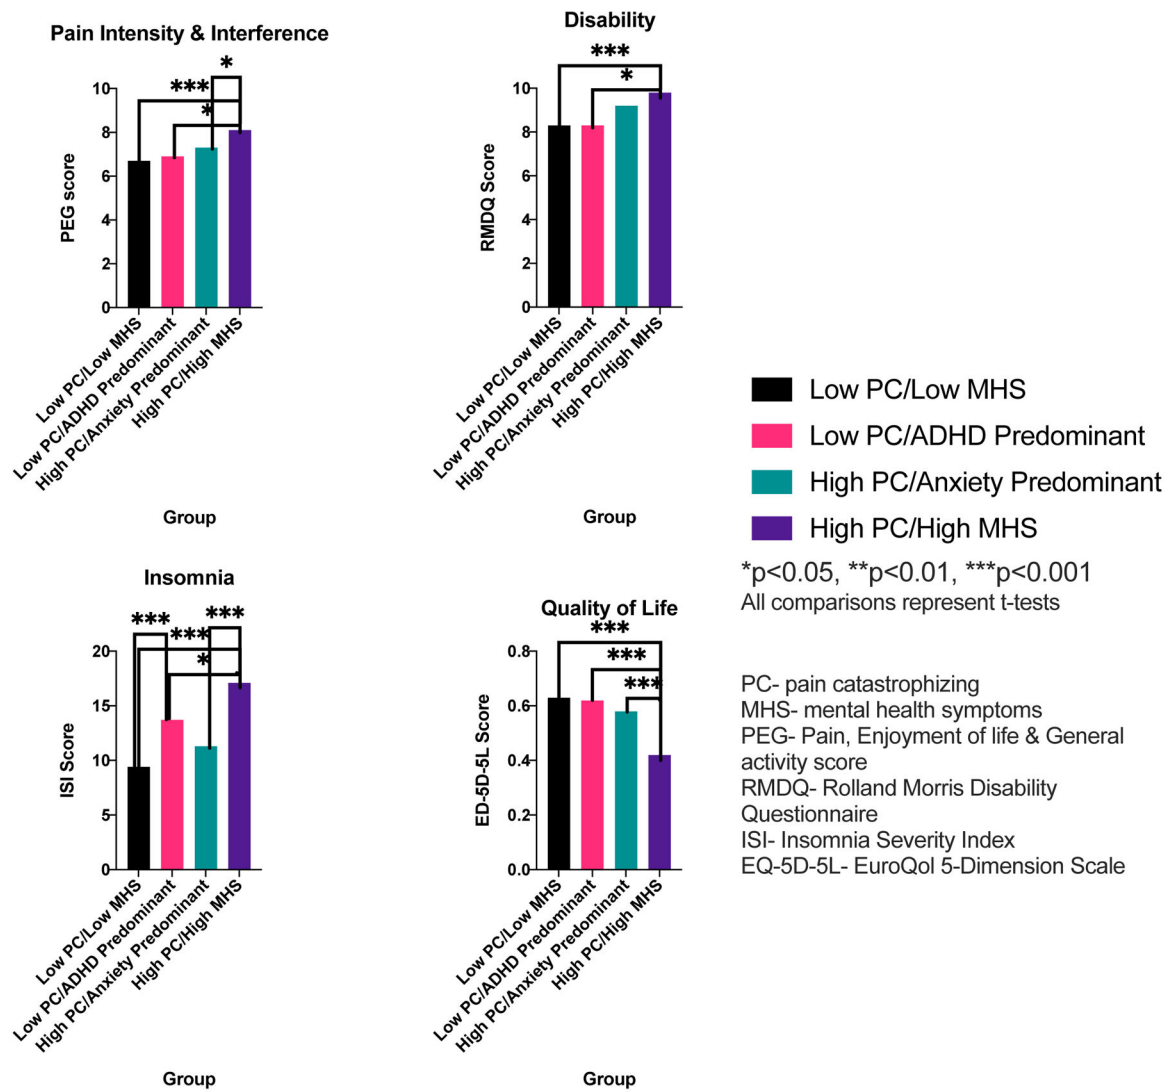 Pain Intensity & Interference
*
***
*
10
8
6
4
2
0
PEG score
Low PC/Low MHS
Low PC/ADHD Predominant
High PC/Anxiety Predominant
High PC/High MHS
Group
Disability
***
*
10
8
6
4
2
0
RMDQ Score
Low PC/Low MHS
Low PC/ADHD Predominant
High PC/Anxiety Predominant
High PC/High MHS
Group
Low PC/Low MHS
Low PC/ADHD Predominant
High PC/Anxiety Predominant
High PC/High MHS
*p<0.05, **p<0.01, ***p<0.001
All comparisons represent t-tests
Insomnia
***
***
***
*
20
15
10
5
0
ISI Score
Low PC/Low MHS
Low PC/ADHD Predominant
High PC/Anxiety Predominant
High PC/High MHS
Group
Quality of Life
***
***
***
0.8
0.6
0.4
0.2
0.0
ED-5D-5L Score
Low PC/Low MHS
Low PC/ADHD Predominant
High PC/Anxiety Predominant
High PC/High MHS
Group
PC- pain catastrophizing
MHS- mental health symptoms
PEG- Pain, Enjoyment of life & General
activity score
RMDQ- Rolland Morris Disability
Questionnaire
ISI- Insomnia Severity Index
EQ-5D-5L- EuroQol 5-Dimension Scale